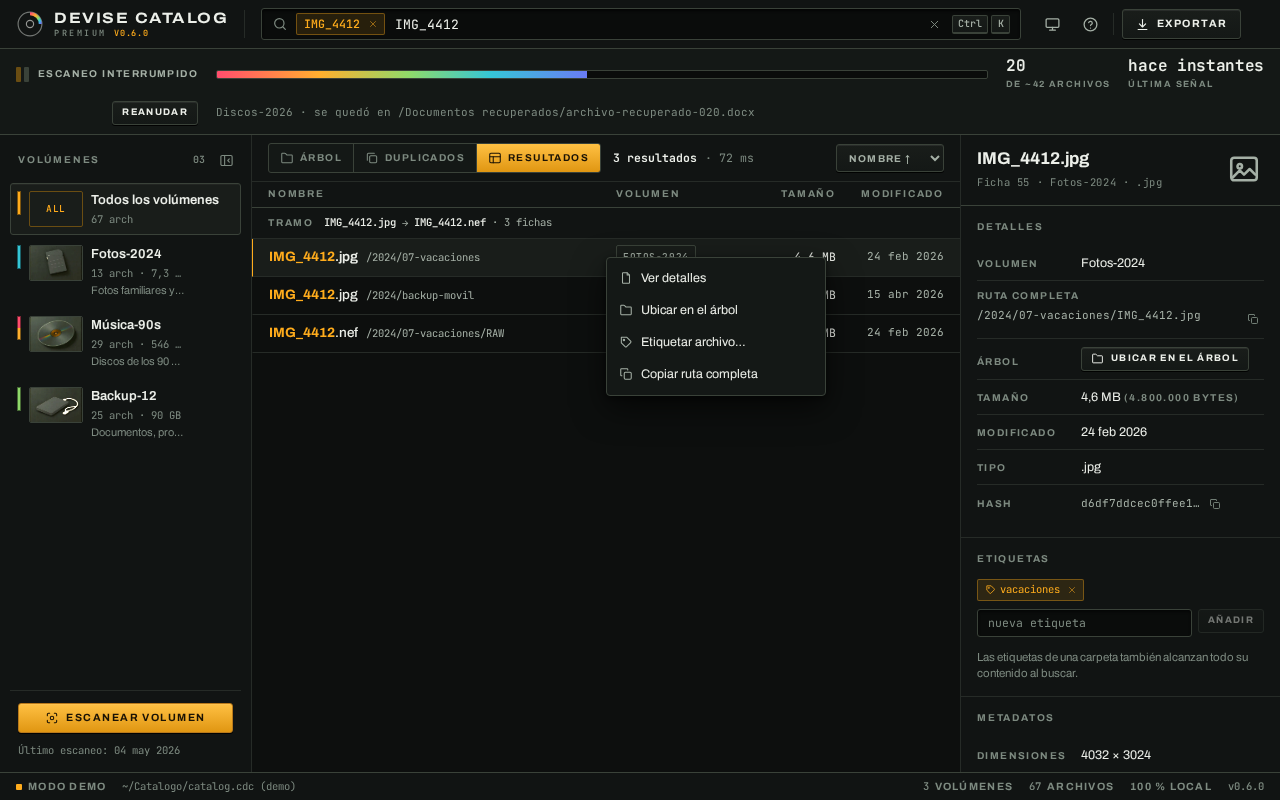 DEVISE CATALOG
PREMIUM V0.6.0
IMG_4412 × IMG_4412
Ctrl K
EXPORTAR
ESCANEO INTERRUMPIDO
20
DE ~42 ARCHIVOS
hace instantes
ÚLTIMA SEÑAL
REANUDAR
Discos-2026 · se quedó en /Documentos recuperados/archivo-recuperado-020.docx
VOLÚMENES 03
ALL
Todos los volúmenes
67 arch
Fotos-2024
13 arch · 7,3 …
Fotos familiares y…
Música-90s
29 arch · 546 …
Discos de los 90 …
Backup-12
25 arch · 90 GB
Documentos, pro…
ESCANEAR VOLUMEN
Último escaneo: 04 may 2026
ÁRBOL DUPLICADOS RESULTADOS 3 resultados · 72 ms
NOMBRE ↑
NOMBRE VOLUMEN TAMAÑO MODIFICADO
TRAMO IMG_4412.jpg → IMG_4412.nef · 3 fichas
IMG_4412.jpg /2024/07-vacaciones FOTOS-2024 4,6 MB 24 feb 2026
IMG_4412.jpg /2024/backup-movil MB 15 abr 2026
IMG_4412.nef /2024/07-vacaciones/RAW MB 24 feb 2026
Ver detalles
Ubicar en el árbol
Etiquetar archivo…
Copiar ruta completa
IMG_4412.jpg
Ficha 55 · Fotos-2024 · .jpg
DETALLES
VOLUMEN Fotos-2024
RUTA COMPLETA
/2024/07-vacaciones/IMG_4412.jpg
ÁRBOL UBICAR EN EL ÁRBOL
TAMAÑO 4,6 MB (4.800.000 BYTES)
MODIFICADO 24 feb 2026
TIPO .jpg
HASH d6df7ddcec0ffee1…
ETIQUETAS
vacaciones ×
nueva etiqueta AÑADIR
Las etiquetas de una carpeta también alcanzan todo su
contenido al buscar.
METADATOS
DIMENSIONES 4032 × 3024
MODO DEMO ~/Catalogo/catalog.cdc (demo)
3 VOLÚMENES 67 ARCHIVOS 100 % LOCAL v0.6.0